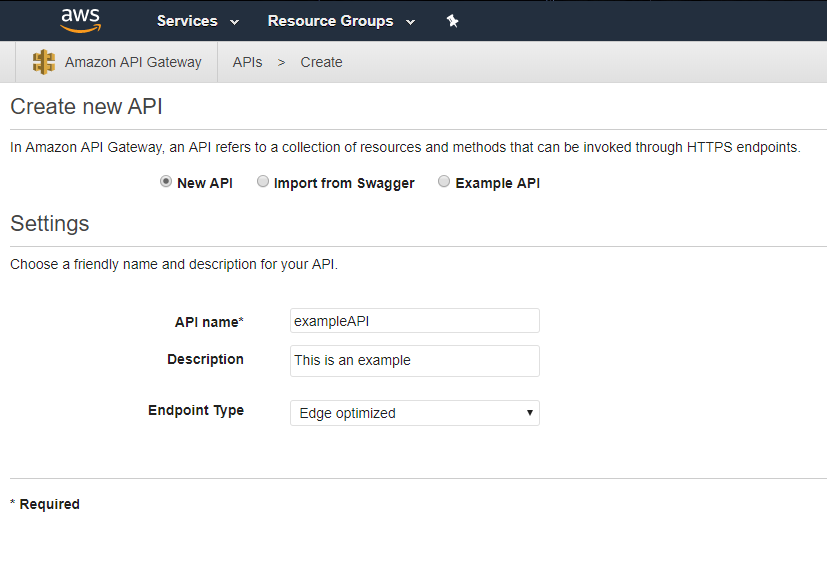 aws Services Resource Groups
Amazon API Gateway APIs > Create
Create new API
In Amazon API Gateway, an API refers to a collection of resources and methods that can be invoked through HTTPS endpoints.
New API Import from Swagger Example API
Settings
Choose a friendly name and description for your API.
API name* exampleAPI
Description This is an example
Endpoint Type Edge optimized
* Required